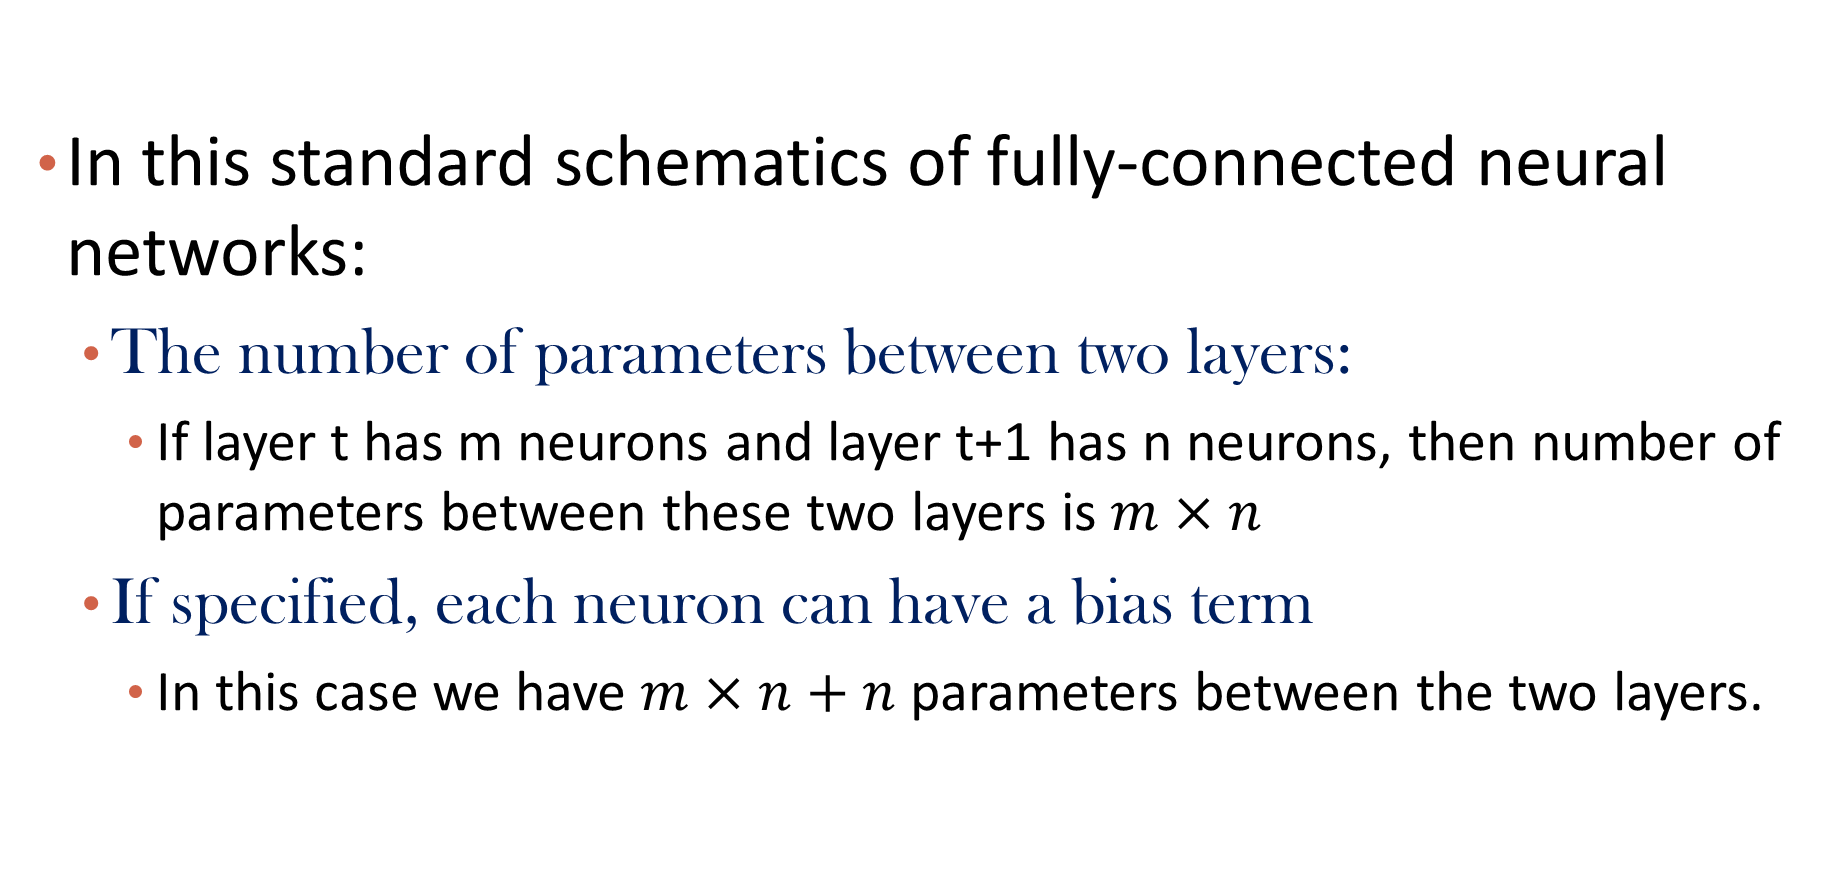 • In this standard schematics of fully-connected neural
networks:
• The number of parameters between two layers:
• If layer t has m neurons and layer t+1 has n neurons, then number of
parameters between these two layers is 𝑚 × 𝑛
• If specified, each neuron can have a bias term
• In this case we have 𝑚 × 𝑛 + 𝑛 parameters between the two layers.